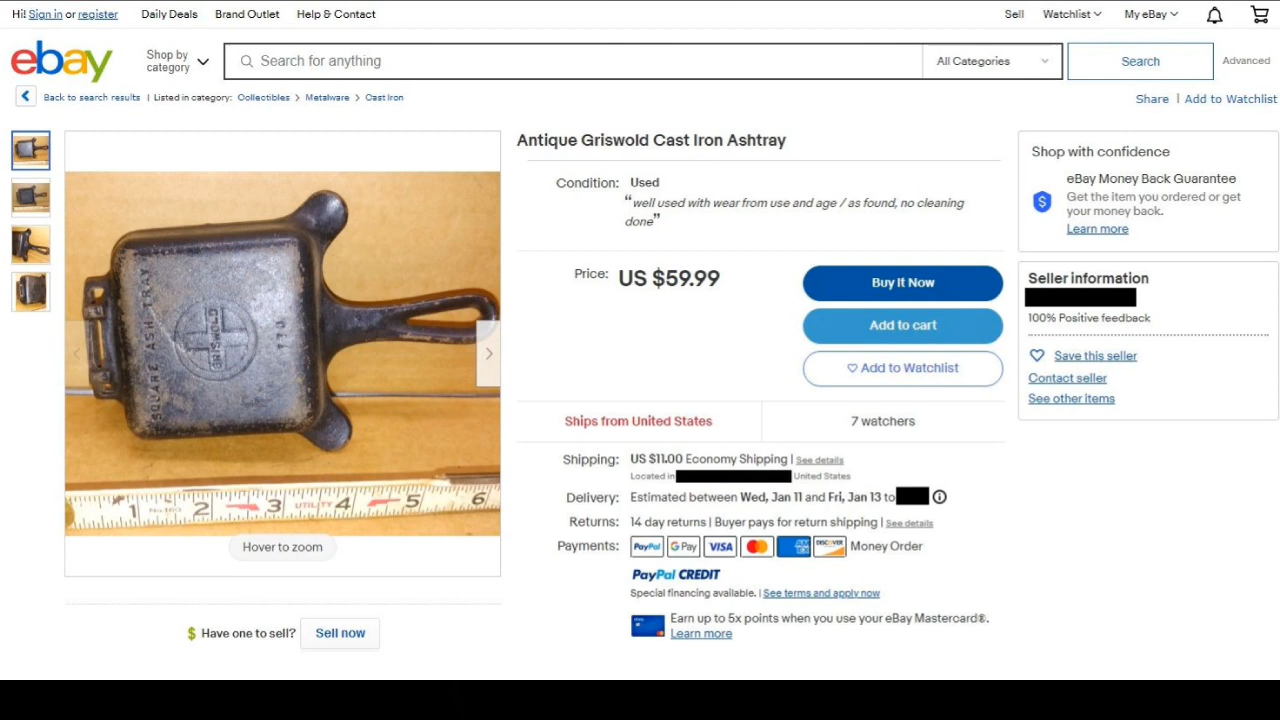 Hi! Sign in or register
Daily Deals
Brand Outlet
Help & Contact
Sell
Watchlist
My eBay
ebay
Shop by
category
Search for anything
All Categories
Search
Advanced
Back to search results | Listed in category: Collectibles > Metalware > Cast Iron
Share | Add to Watchlist
SQUARE ASH TRAY
GRISWOLD
770
1 No.163 2 3 UTILITY 4 5 6
Hover to zoom
$ Have one to sell?
Sell now
Antique Griswold Cast Iron Ashtray
Condition: Used
“well used with wear from use and age / as found, no cleaning
done”
Price: US $59.99
Buy It Now
Add to cart
Add to Watchlist
Ships from United States
7 watchers
Shipping: US $11.00 Economy Shipping | See details
Located in United States
Delivery: Estimated between Wed, Jan 11 and Fri, Jan 13 to
Returns: 14 day returns | Buyer pays for return shipping | See details
Payments: PayPal G Pay VISA AM EX DISCOVER Money Order
PayPal CREDIT
Special financing available. | See terms and apply now
Earn up to 5x points when you use your eBay Mastercard®.
Learn more
Shop with confidence
eBay Money Back Guarantee
Get the item you ordered or get
your money back.
Learn more
Seller information
100% Positive feedback
Save this seller
Contact seller
See other items